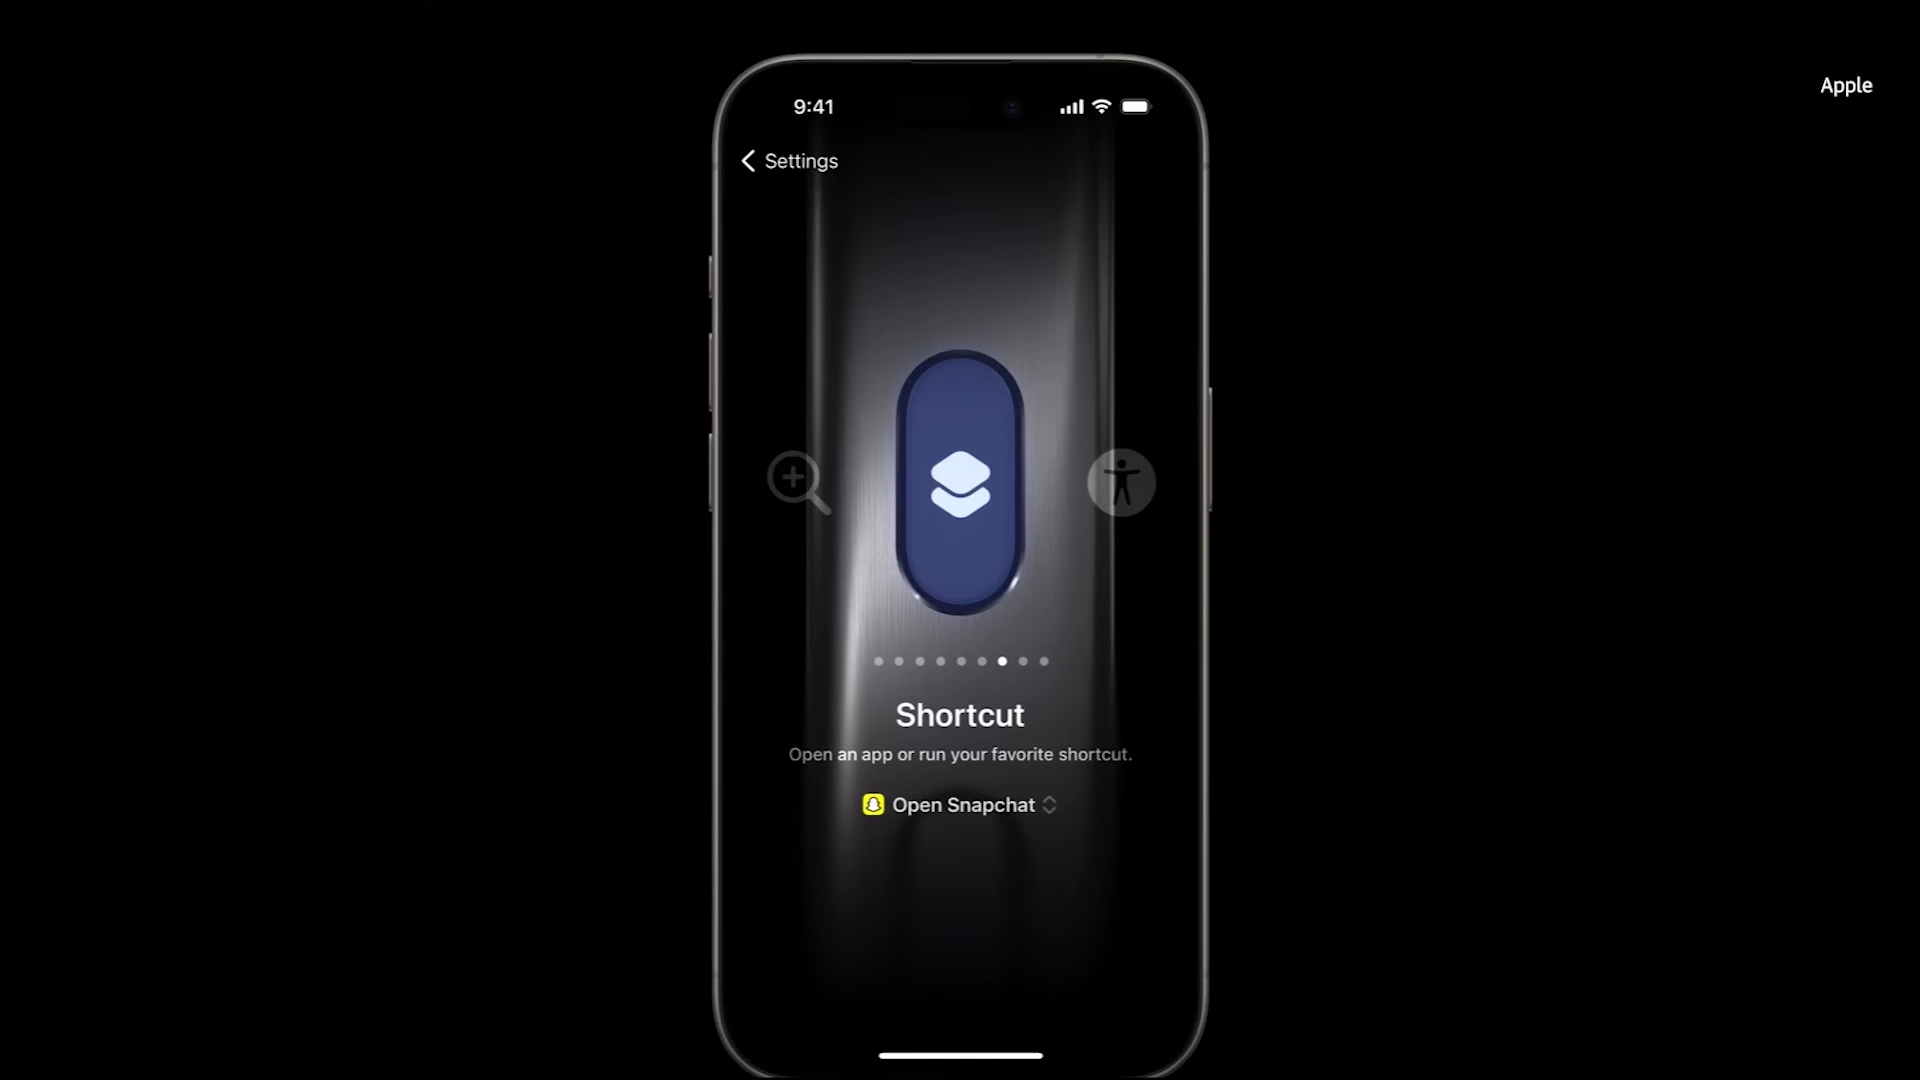 9:41
Apple
Settings
Shortcut
Open an app or run your favorite shortcut.
Open Snapchat